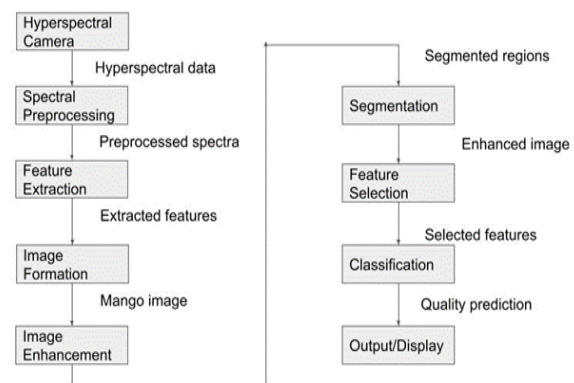 Hyperspectral
Camera
Hyperspectral data
Spectral
Preprocessing
Preprocessed spectra
Feature
Extraction
Extracted features
Image
Formation
Mango image
Image
Enhancement
Segmented regions
Segmentation
Enhanced image
Feature
Selection
Selected features
Classification
Quality prediction
Output/Display